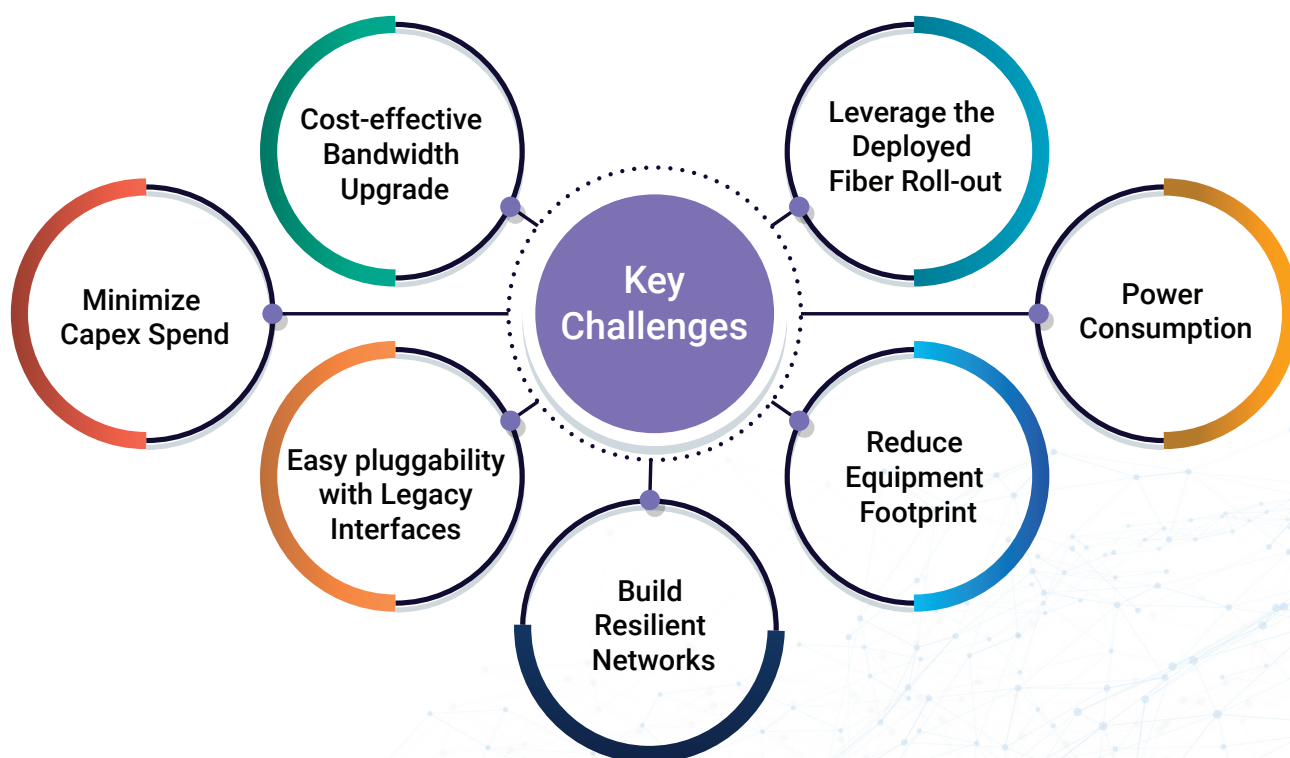 Cost-effective
Bandwidth
Upgrade
Leverage the
Deployed
Fiber Roll-out
Minimize
Capex Spend
Key
Challenges
Power
Consumption
Easy pluggability
with Legacy
Interfaces
Reduce
Equipment
Footprint
Build
Resilient
Networks